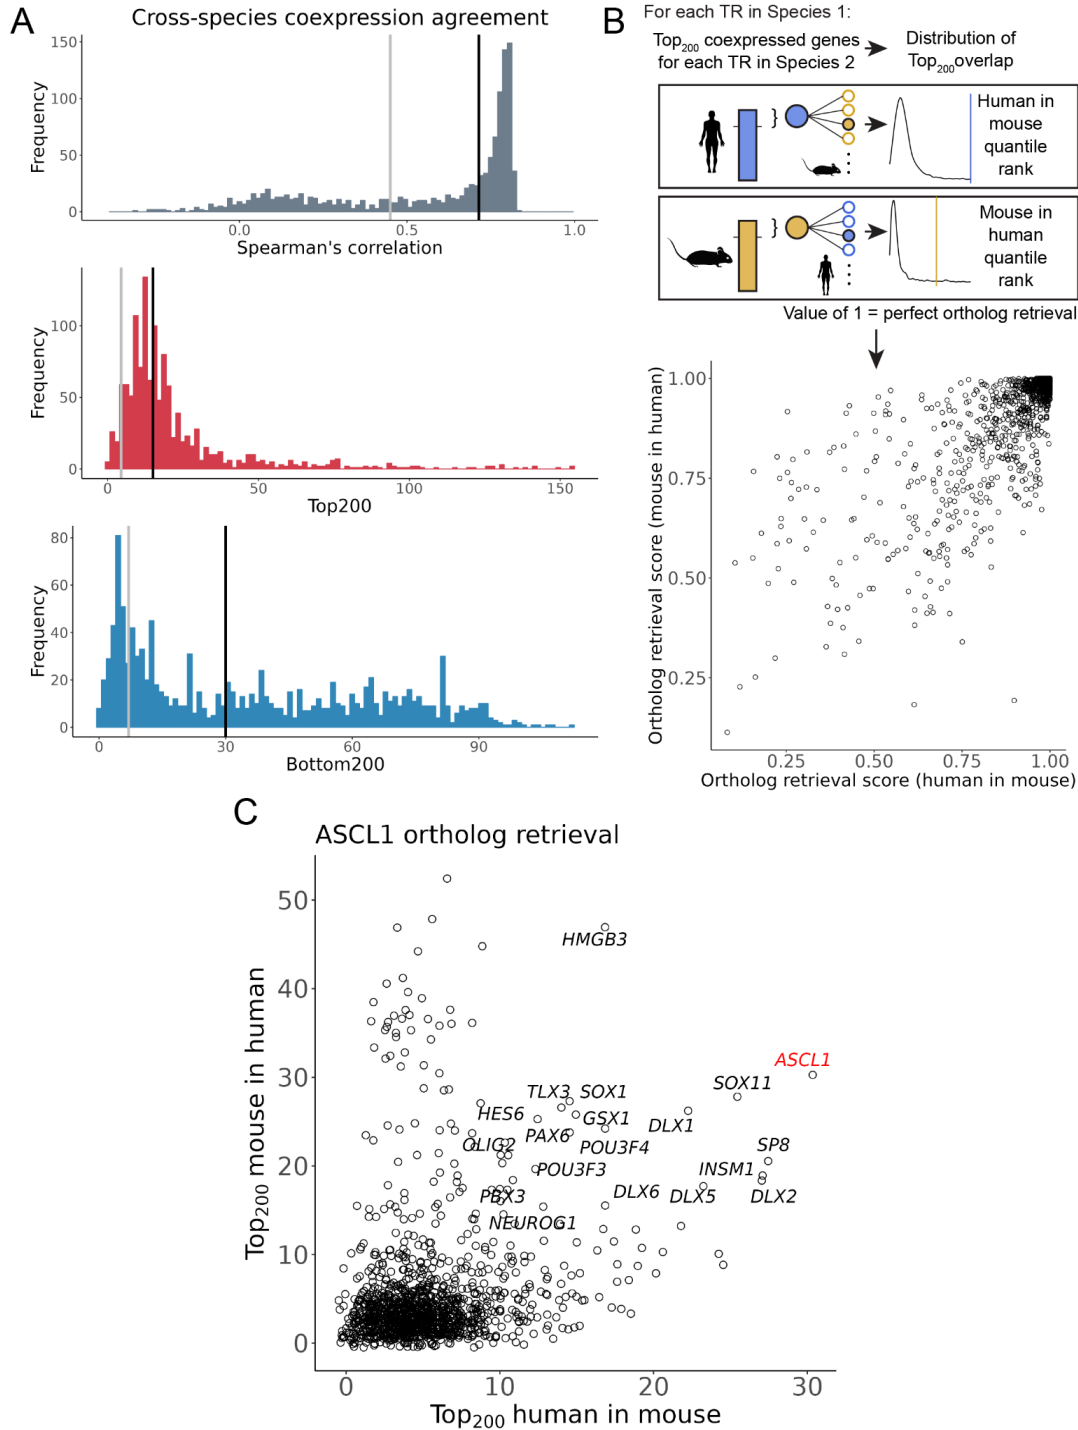 A
Cross-species coexpression agreement
150
100
50
0
Frequency
0.0
0.5
1.0
Spearman's correlation
100
50
0
Frequency
0
50
100
150
Top200
80
60
40
20
0
Frequency
0
30
60
90
Bottom200
B
For each TR in Species 1:
Top200 coexpressed genes
for each TR in Species 2
Distribution of
Top200overlap
Human in
mouse
quantile
rank
Mouse in
human
quantile
rank
Value of 1 = perfect ortholog retrieval
1.00
0.75
0.50
0.25
Ortholog retrieval score (mouse in human)
0.25
0.50
0.75
1.00
Ortholog retrieval score (human in mouse)
C
ASCL1 ortholog retrieval
50
40
30
20
10
0
Top200 mouse in human
HMGB3
ASCL1
SOX11
TLX3
SOX1
HES6
GSX1
DLX1
PAX6
OLIG2
POU3F4
SP8
POU3F3
INSM1
PBX3
DLX6
DLX5
DLX2
NEUROG1
0
10
20
30
Top200 human in mouse